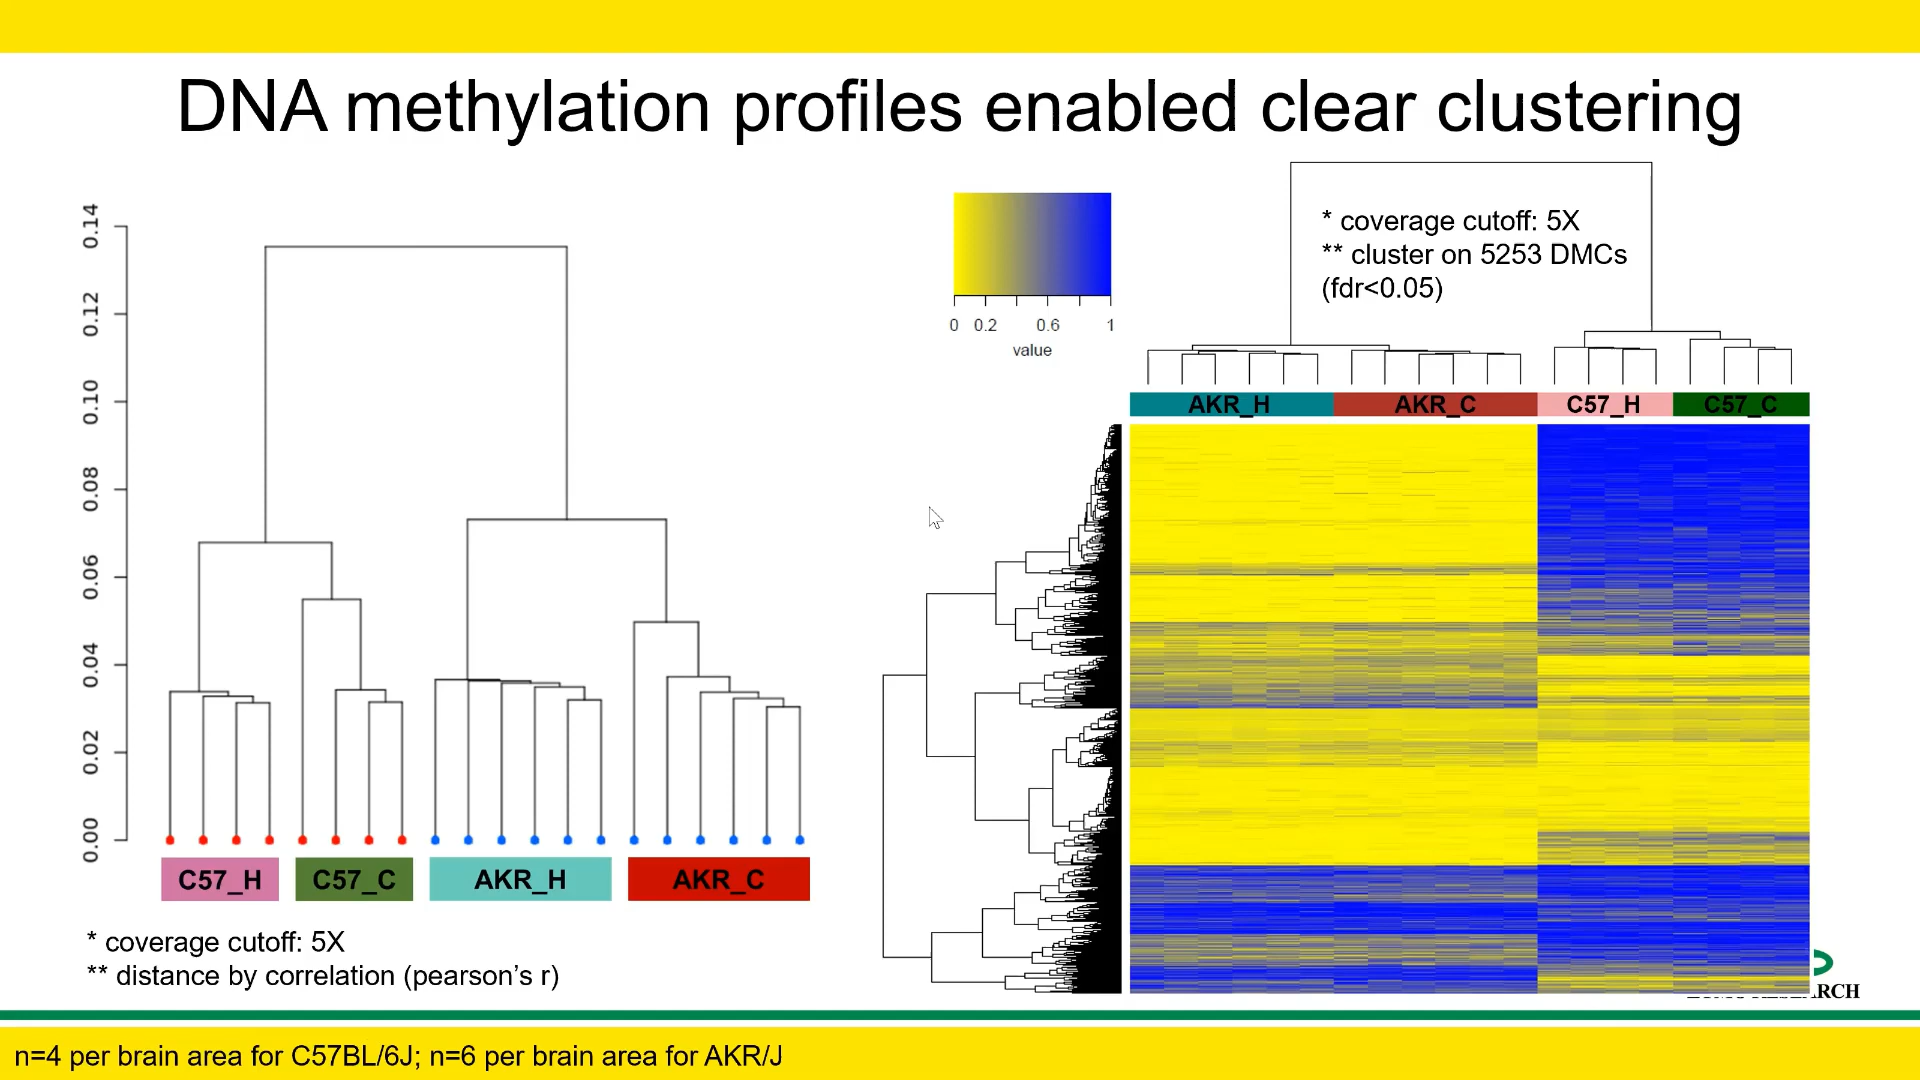 DNA methylation profiles enabled clear clustering
0.14
0.12
0.10
0.08
0.06
0.04
0.02
0.00
C57_H C57_C AKR_H AKR_C
* coverage cutoff: 5X
** distance by correlation (pearson's r)
0 0.2 0.6 1
value
* coverage cutoff: 5X
** cluster on 5253 DMCs
(fdr<0.05)
AKR_H AKR_C C57_H C57_C
n=4 per brain area for C57BL/6J; n=6 per brain area for AKR/J